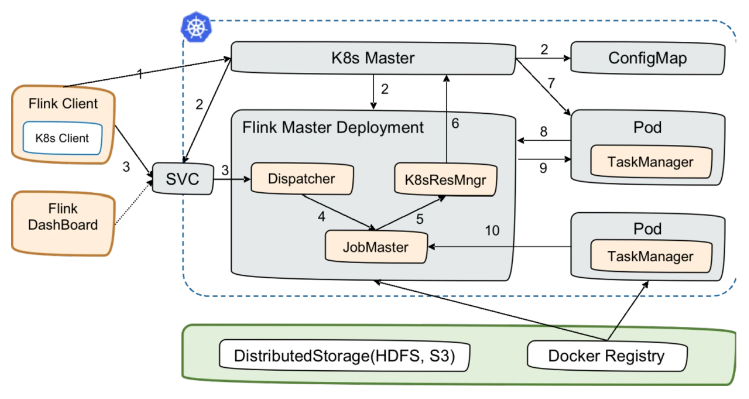 K8s Master
ConfigMap
1
2
2
2
7
Flink Client
K8s Client
Flink Master Deployment
6
8
9
Pod
TaskManager
3
SVC
3
Dispatcher
K8sResMngr
4
5
Flink
DashBoard
JobMaster
10
Pod
TaskManager
DistributedStorage(HDFS, S3)
Docker Registry